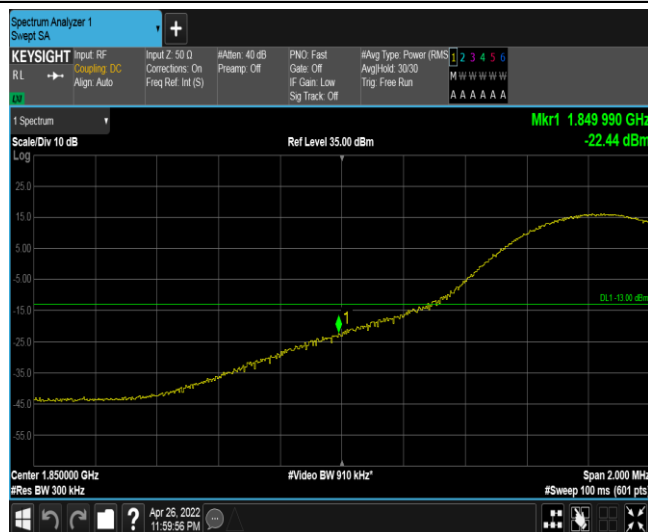 Spectrum Analyzer 1
Swept SA
+
KEYSIGHT
RL
Input: RF
Coupling: DC
Align: Auto
Input Z: 50 Ω
Corrections: On
Freq Ref: Int (S)
#Atten: 40 dB
Preamp: Off
PNO: Fast
Gate: Off
IF Gain: Low
Sig Track: Off
#Avg Type: Power (RMS
Avg|Hold: 30/30
Trig: Free Run
1 2 3 4 5 6
M W W W W W
A A A A A A
1 Spectrum
Scale/Div 10 dB
Log
Ref Level 35.00 dBm
Mkr1 1.849 990 GHz
-22.44 dBm
25.0
15.0
5.00
-5.00
-15.0
-25.0
-35.0
-45.0
-55.0
DL1 -13.00 dBm
1
Center 1.850000 GHz
#Res BW 300 kHz
#Video BW 910 kHz*
Span 2.000 MHz
#Sweep 100 ms (601 pts)
?
Apr 26, 2022
11:59:56 PM